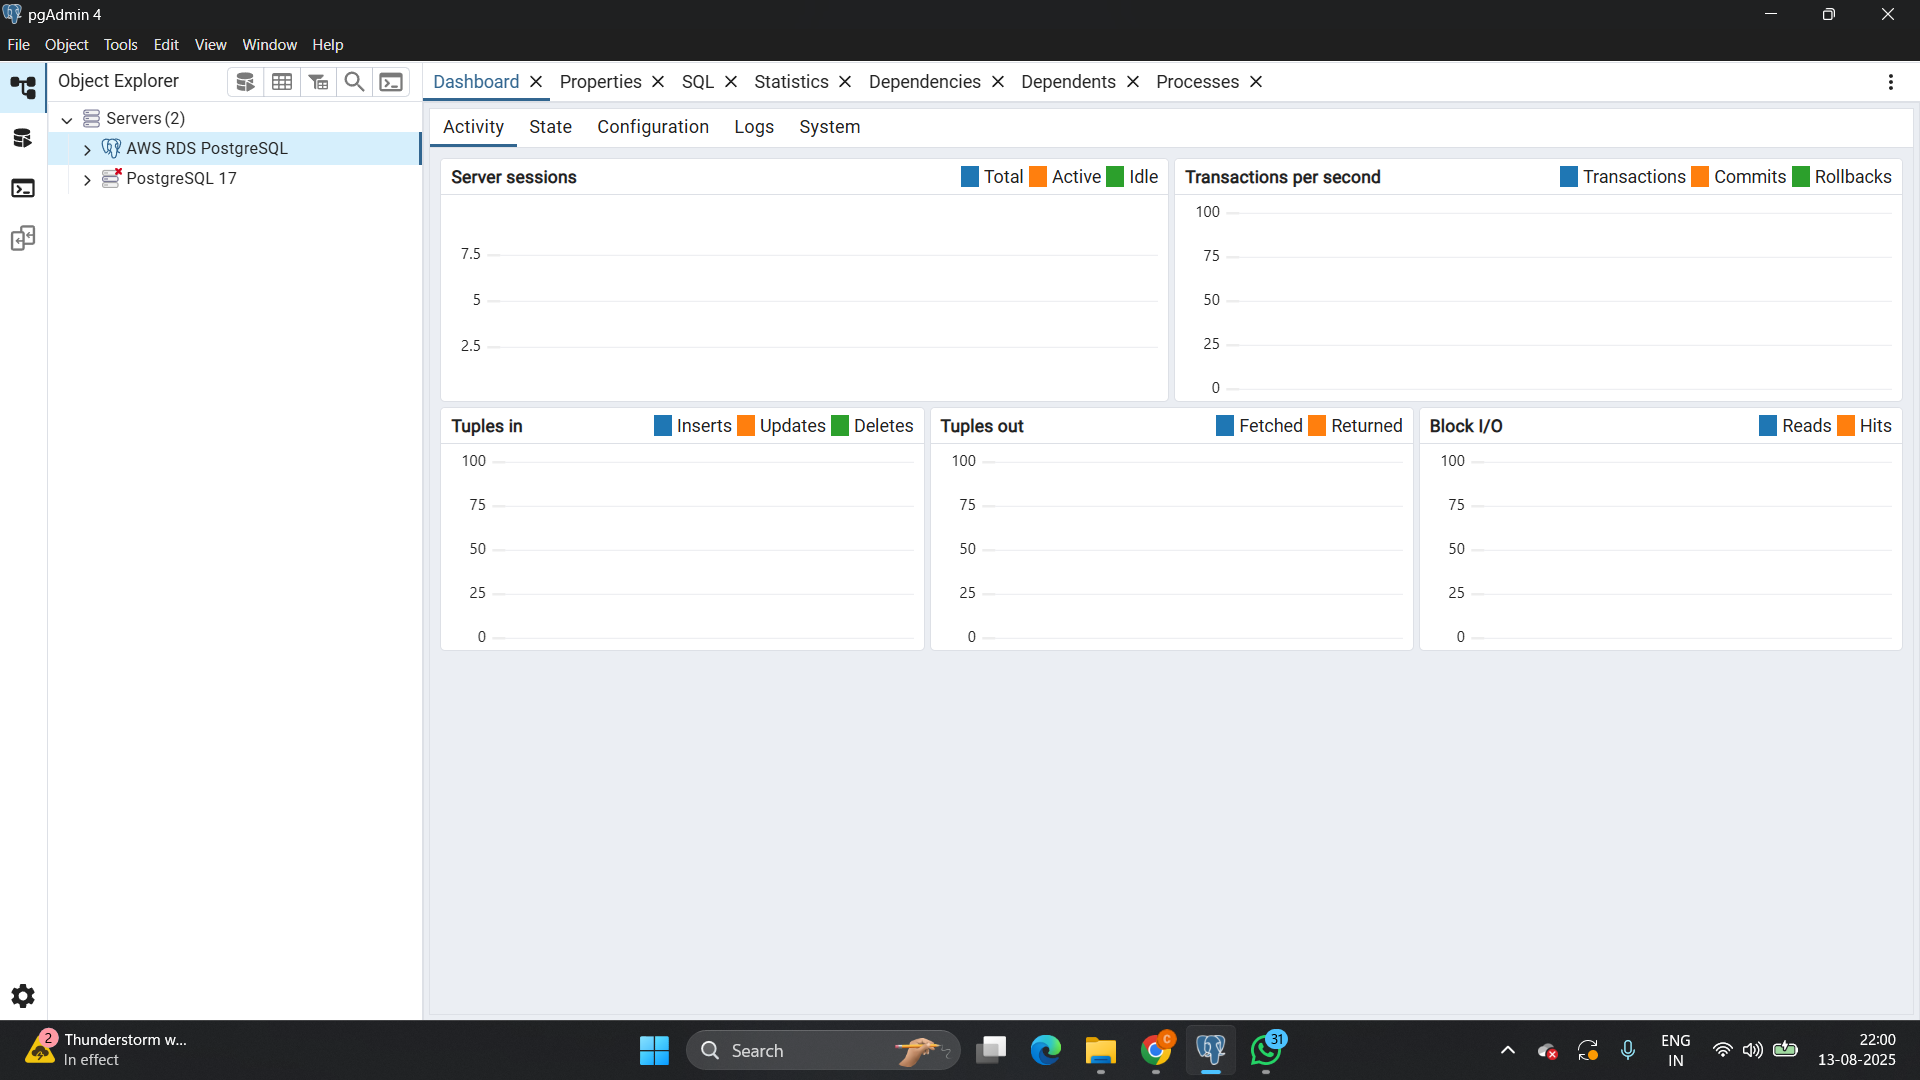 pgAdmin 4
File Object Tools Edit View Window Help
Object Explorer
Servers (2)
AWS RDS PostgreSQL
PostgreSQL 17
Dashboard Properties SQL Statistics Dependencies Dependents Processes
Activity State Configuration Logs System
Server sessions Total Active Idle
7.5
5
2.5
Transactions per second Transactions Commits Rollbacks
100
75
50
25
0
Tuples in Inserts Updates Deletes
100
75
50
25
0
Tuples out Fetched Returned
100
75
50
25
0
Block I/O Reads Hits
100
75
50
25
0
2
Thunderstorm w...
In effect
Search
C
31
ENG
IN
22:00
13-08-2025